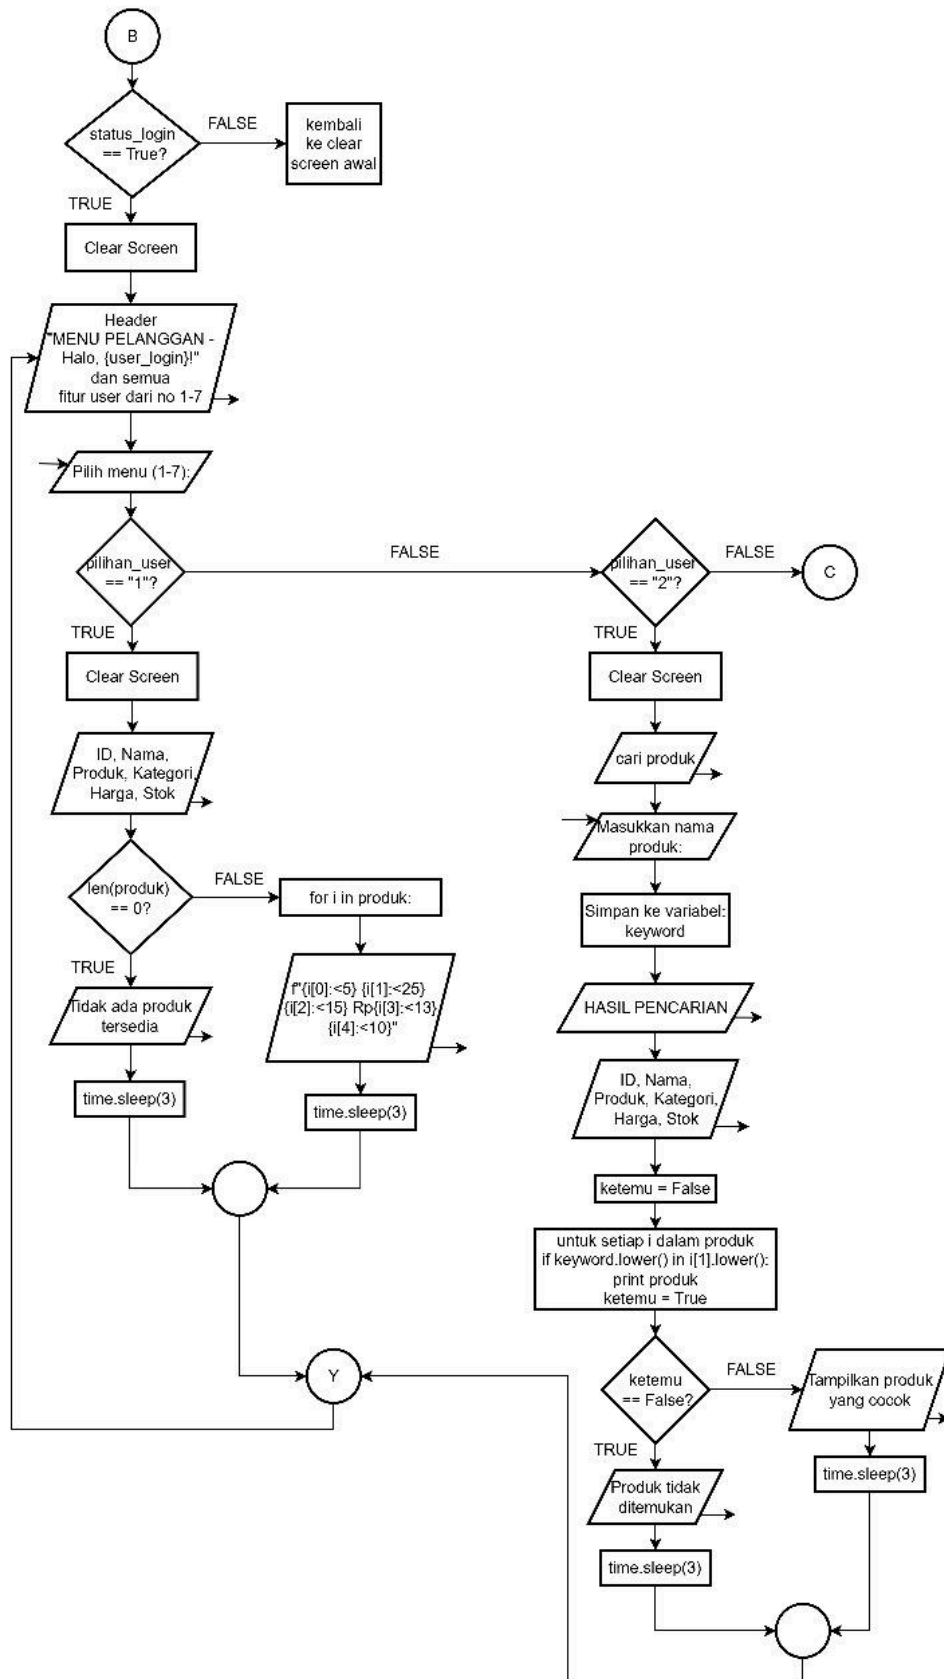 B
status_login
== True?
FALSE
kembali
ke clear
screen awal
TRUE
Clear Screen
Header
"MENU PELANGGAN -
Halo, {user_login}!"
dan semua
fitur user dari no 1-7
Pilih menu (1-7):
pilihan_user
== "1"?
FALSE
pilihan_user
== "2"?
FALSE
C
TRUE
Clear Screen
ID, Nama,
Produk, Kategori,
Harga, Stok
len(produk)
== 0?
FALSE
for i in produk:
f"{i[0]:<5} {i[1]:<25}
{i[2]:<15} Rp{i[3]:<13}
{i[4]:<10}"
time.sleep(3)
TRUE
Tidak ada produk
tersedia
time.sleep(3)
TRUE
Clear Screen
cari produk
Masukkan nama
produk:
Simpan ke variabel:
keyword
HASIL PENCARIAN
ID, Nama,
Produk, Kategori,
Harga, Stok
ketemu = False
untuk setiap i dalam produk
if keyword.lower() in i[1].lower():
print produk
ketemu = True
ketemu
== False?
FALSE
Tampilkan produk
yang cocok
time.sleep(3)
TRUE
Produk tidak
ditemukan
time.sleep(3)
Y